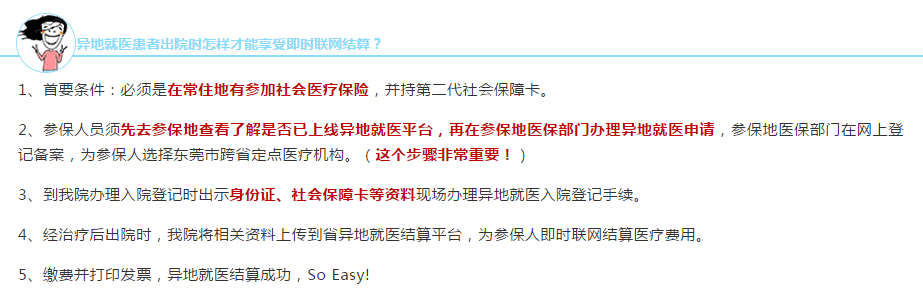 异地就医患者出院时怎样才能享受即时联网结算？
1、首要条件：必须是在常住地有参加社会医疗保险，并持第二代社会保障卡。
2、参保人员须先去参保地查看了解是否已上线异地就医平台，再在参保地医保部门办理异地就医申请，参保地医保部门在网上登
记备案，为参保人选择东莞市跨省定点医疗机构。（这个步骤非常重要！）
3、到我院办理入院登记时出示身份证、社会保障卡等资料现场办理异地就医入院登记手续。
4、经治疗后出院时，我院将相关资料上传到省异地就医结算平台，为参保人即时联网结算医疗费用。
5、缴费并打印发票，异地就医结算成功，So Easy!